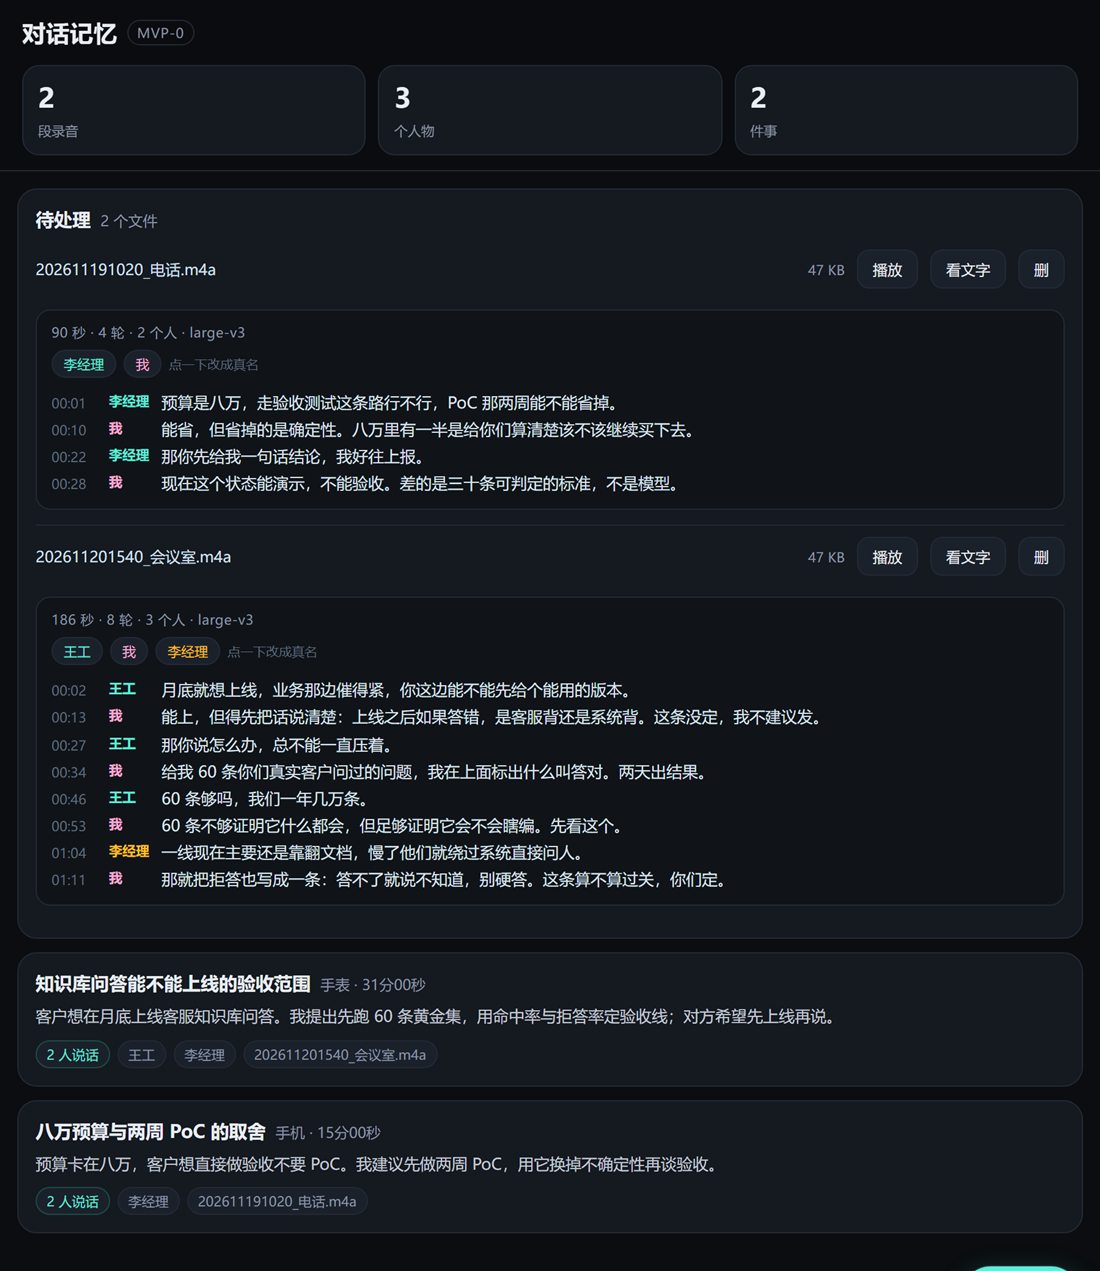 对话记忆 MVP-0
2 3 2
段录音 个人物 件事
待处理 2 个文件
202611191020_电话.m4a 47 KB 播放 看文字 删
90 秒 · 4 轮 · 2 个人 · large-v3
李经理 我 点一下改成真名
00:01 李经理 预算是八万，走验收测试这条路行不行，PoC 那两周能不能省掉。
00:10 我 能省，但省掉的是确定性。八万里有一半是给你们算清楚该不该继续买下去。
00:22 李经理 那你先给我一句话结论，我好往上报。
00:28 我 现在这个状态能演示，不能验收。差的是三十条可判定的标准，不是模型。
202611201540_会议室.m4a 47 KB 播放 看文字 删
186 秒 · 8 轮 · 3 个人 · large-v3
王工 我 李经理 点一下改成真名
00:02 王工 月底就想上线，业务那边催得紧，你这边能不能先给个能用的版本。
00:13 我 能上，但得先把话说清楚：上线之后如果答错，是客服背还是系统背。这条没定，我不建议发。
00:27 王工 那你说怎么办，总不能一直压着。
00:34 我 给我 60 条你们真实客户问过的问题，我在上面标出什么叫答对。两天出结果。
00:46 王工 60 条够吗，我们一年几万条。
00:53 我 60 条不够证明它什么都会，但足够证明它会不会瞎编。先看这个。
01:04 李经理 一线现在主要还是靠翻文档，慢了他们就绕过系统直接问人。
01:11 我 那就把拒答也写成一条：答不了就说不知道，别硬答。这条算不算过关，你们定。
知识库问答能不能上线的验收范围 手表 · 31分00秒
客户想在月底上线客服知识库问答。我提出先跑 60 条黄金集，用命中率与拒答率定验收线；对方希望先上线再说。
2 人说话 王工 李经理 202611201540_会议室.m4a
八万预算与两周 PoC 的取舍 手机 · 15分00秒
预算卡在八万，客户想直接做验收不要 PoC。我建议先做两周 PoC，用它换掉不确定性再谈验收。
2 人说话 李经理 202611191020_电话.m4a